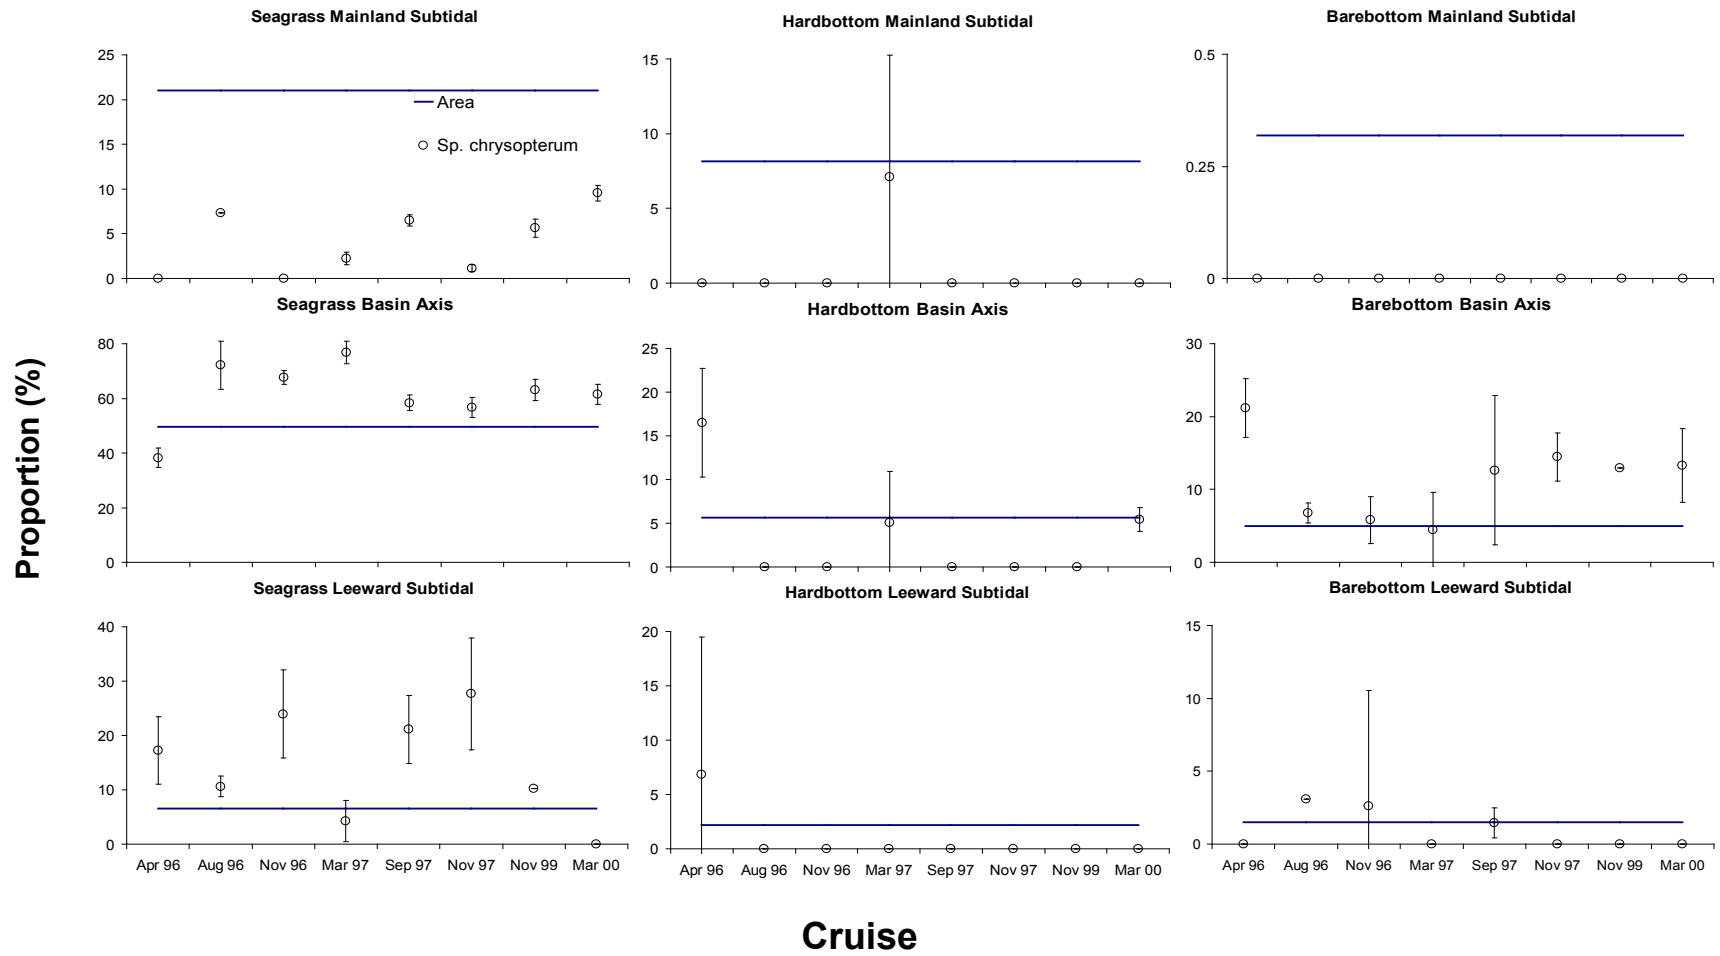 Seagrass Mainland Subtidal
Hardbottom Mainland Subtidal
Barebottom Mainland Subtidal
25
20
15
10
5
0
Area
Sp. chrysopterum
15
10
5
0
0.5
0.25
0
Seagrass Basin Axis
Hardbottom Basin Axis
Barebottom Basin Axis
80
60
40
20
0
25
20
15
10
5
0
30
20
10
0
Proportion (%)
Seagrass Leeward Subtidal
Hardbottom Leeward Subtidal
Barebottom Leeward Subtidal
40
30
20
10
0
Apr 96 Aug 96 Nov 96 Mar 97 Sep 97 Nov 97 Nov 99 Mar 00
20
15
10
5
0
Apr 96 Aug 96 Nov 96 Mar 97 Sep 97 Nov 97 Nov 99 Mar 00
15
10
5
0
Apr 96 Aug 96 Nov 96 Mar 97 Sep 97 Nov 97 Nov 99 Mar 00
Cruise